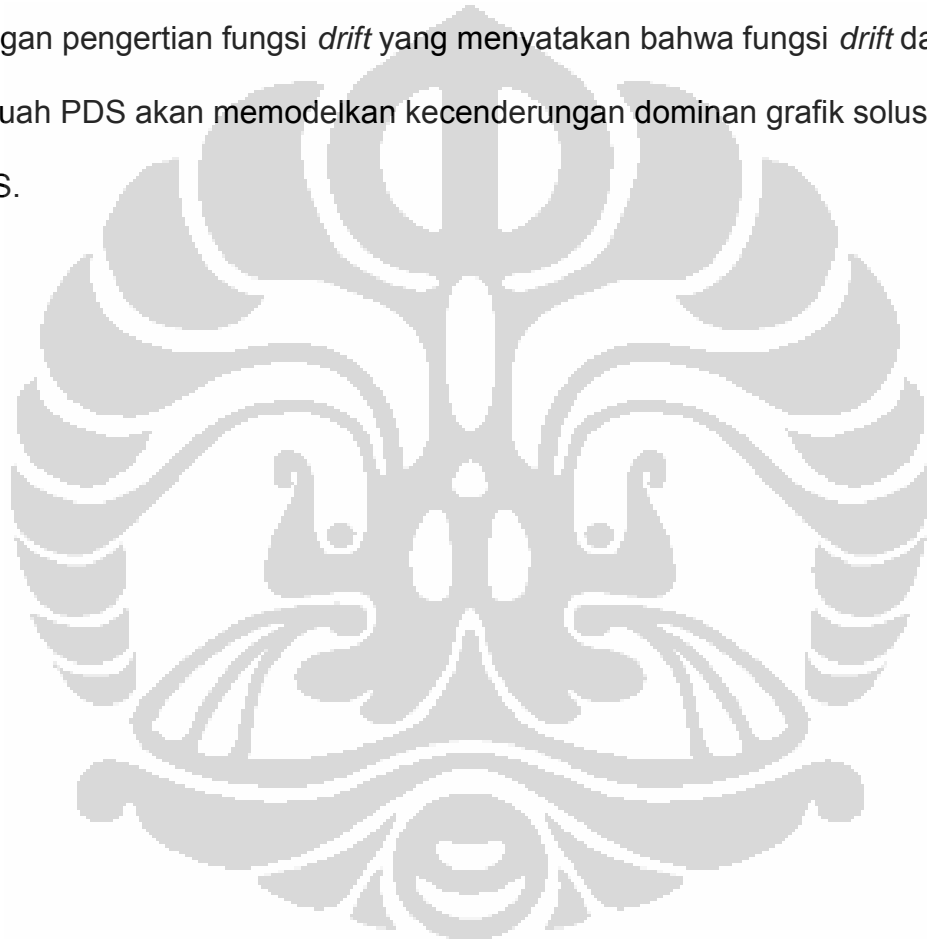 gan pengertian fungsi drift yang menyatakan bahwa fungsi drift da
uah PDS akan memodelkan kecenderungan dominan grafik solus
S.